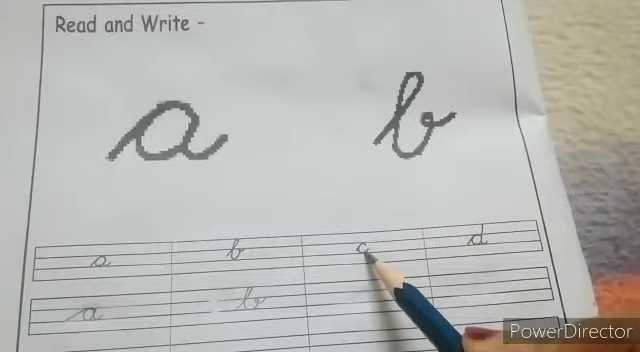 Read and Write -
a b
a b c d
a b
PowerDirector